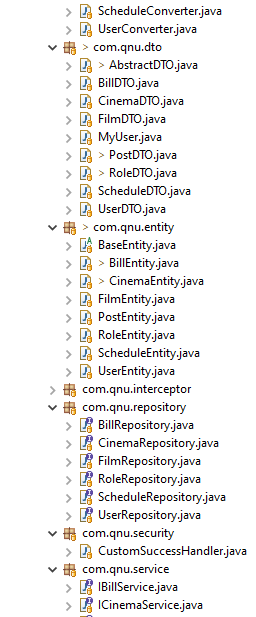 ScheduleConverter.java
UserConverter.java
> com.qnu.dto
> AbstractDTO.java
BillDTO.java
CinemaDTO.java
FilmDTO.java
MyUser.java
> PostDTO.java
> RoleDTO.java
ScheduleDTO.java
UserDTO.java
> com.qnu.entity
BaseEntity.java
> BillEntity.java
> CinemaEntity.java
FilmEntity.java
PostEntity.java
RoleEntity.java
ScheduleEntity.java
UserEntity.java
com.qnu.interceptor
com.qnu.repository
BillRepository.java
CinemaRepository.java
FilmRepository.java
RoleRepository.java
ScheduleRepository.java
UserRepository.java
com.qnu.security
CustomSuccessHandler.java
com.qnu.service
IBillService.java
ICinemaService.java